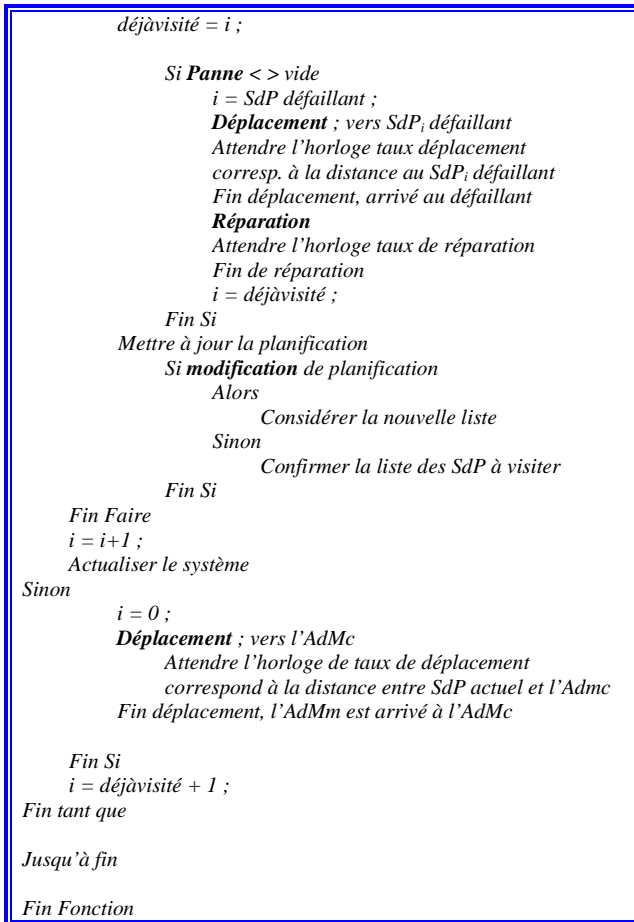 déjàvisité = i ;
Si Panne < > vide
i = SdP défaillant ;
Déplacement ; vers SdPi défaillant
Attendre l'horloge taux déplacement
corresp. à la distance au SdPi défaillant
Fin déplacement, arrivé au défaillant
Réparation
Attendre l'horloge taux de réparation
Fin de réparation
i = déjàvisité ;
Fin Si
Mettre à jour la planification
Si modification de planification
Alors
Considérer la nouvelle liste
Sinon
Confirmer la liste des SdP à visiter
Fin Si
Fin Faire
i = i+1 ;
Actualiser le système
Sinon
i = 0 ;
Déplacement ; vers l'AdMc
Attendre l'horloge de taux de déplacement
correspond à la distance entre SdP actuel et l'Admc
Fin déplacement, l'AdMm est arrivé à l'AdMc
Fin Si
i = déjàvisité + 1 ;
Fin tant que
Jusqu'à fin
Fin Fonction